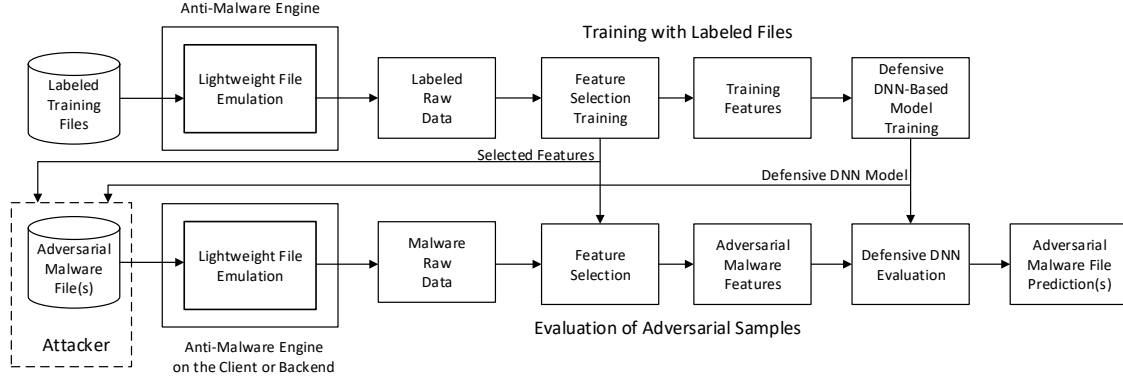 Anti-Malware Engine
Training with Labeled Files
Labeled
Training
Files
Lightweight File
Emulation
Labeled
Raw
Data
Feature
Selection
Training
Training
Features
Defensive
DNN-Based
Model
Training
Selected Features
Defensive DNN Model
Adversarial
Malware
File(s)
Attacker
Lightweight File
Emulation
Malware
Raw
Data
Feature
Selection
Adversarial
Malware
Features
Defensive DNN
Evaluation
Adversarial
Malware File
Prediction(s)
Evaluation of Adversarial Samples
Anti-Malware Engine
on the Client or Backend